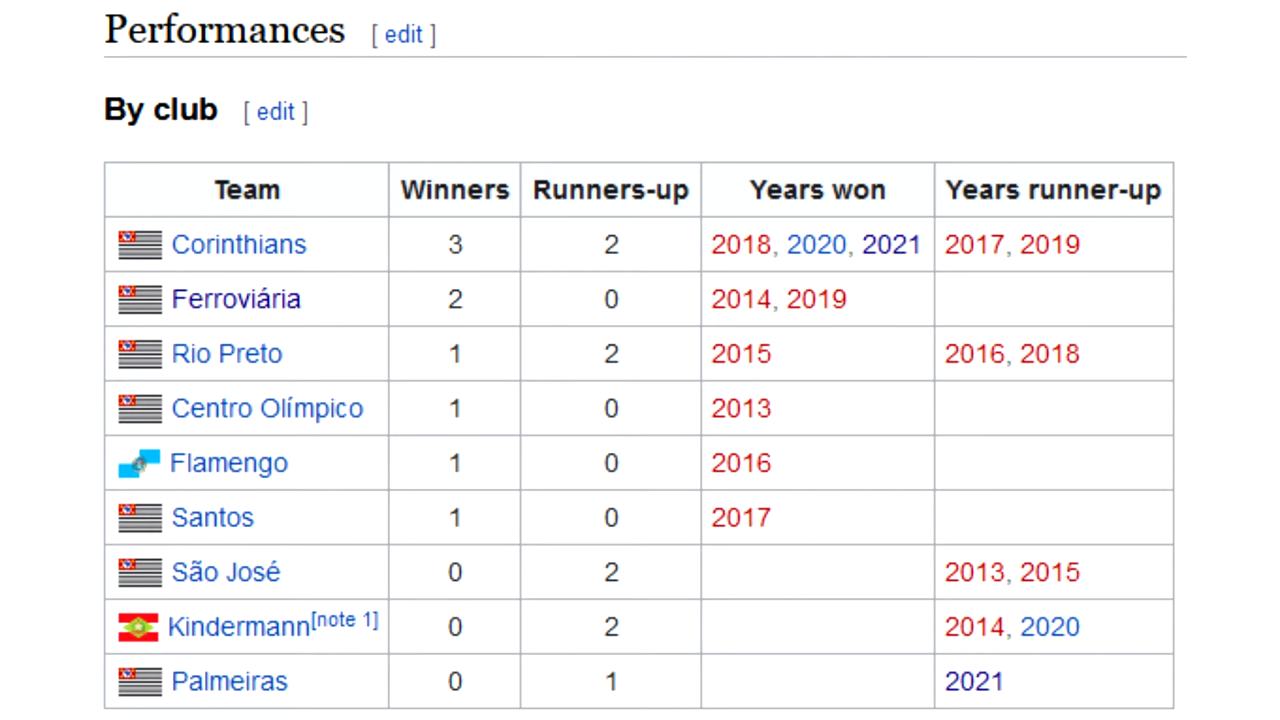 Performances [ edit ]
By club [ edit ]
Team Winners Runners-up Years won Years runner-up
Corinthians 3 2 2018, 2020, 2021 2017, 2019
Ferroviária 2 0 2014, 2019
Rio Preto 1 2 2015 2016, 2018
Centro Olímpico 1 0 2013
Flamengo 1 0 2016
Santos 1 0 2017
São José 0 2 2013, 2015
Kindermann[note 1] 0 2 2014, 2020
Palmeiras 0 1 2021